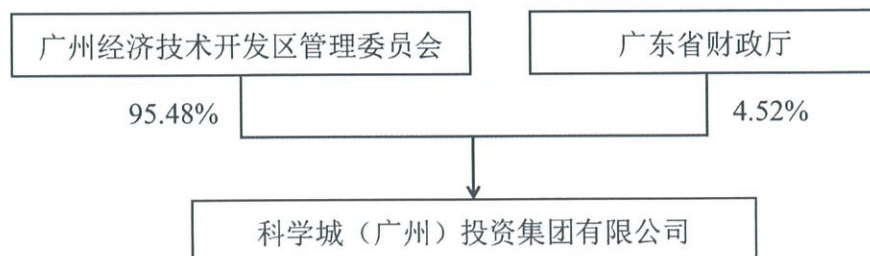 广州经济技术开发区管理委员会
广东省财政厅
95.48%
4.52%
科学城（广州）投资集团有限公司